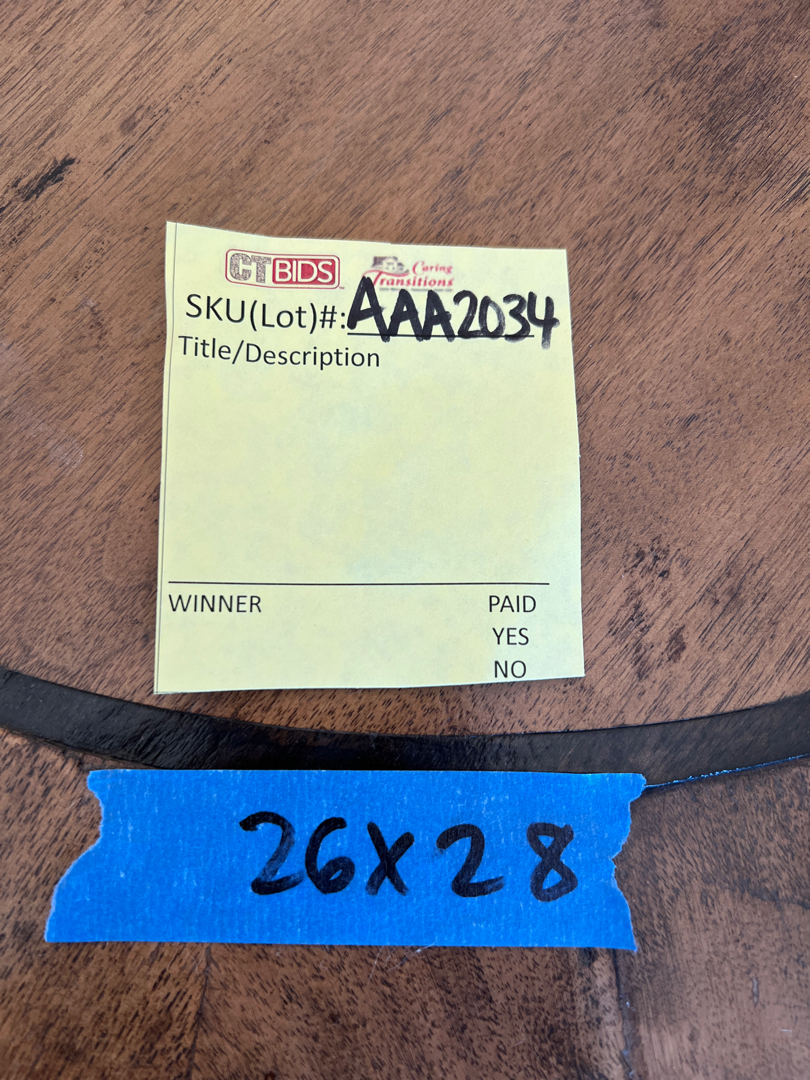 CTBIDS
Caring
Transitions
SKU(Lot)#:AAA2034
Title/Description
WINNER PAID
YES
NO
26X28